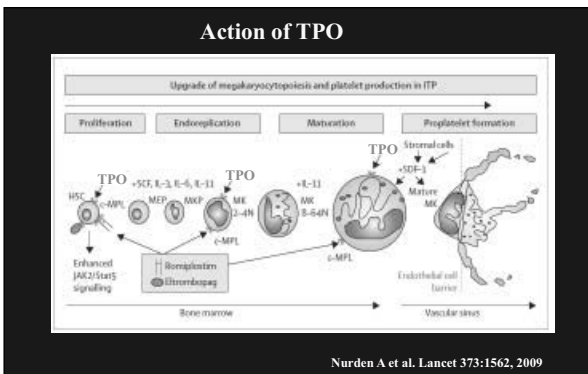 Action of TPO
Upgrade of megakaryocytopoiesis and platelet production in ITP
Proliferation
Endoreplication
Maturation
Proplatelet formation
Stromal cells
TPO
TPO
TPO
+SCF, IL-3, IL-6, IL-11
+IL-11
+SDF-1
HSC
c-MPL
MEP
MKP
MK
2–4N
MK
8–64N
Mature
MK
c-MPL
c-MPL
Enhanced
JAK2/Stat5
signalling
Romiplostim
Eltrombopag
Endothelial cell
barrier
Bone marrow
Vascular sinus
Nurden A et al. Lancet 373:1562, 2009